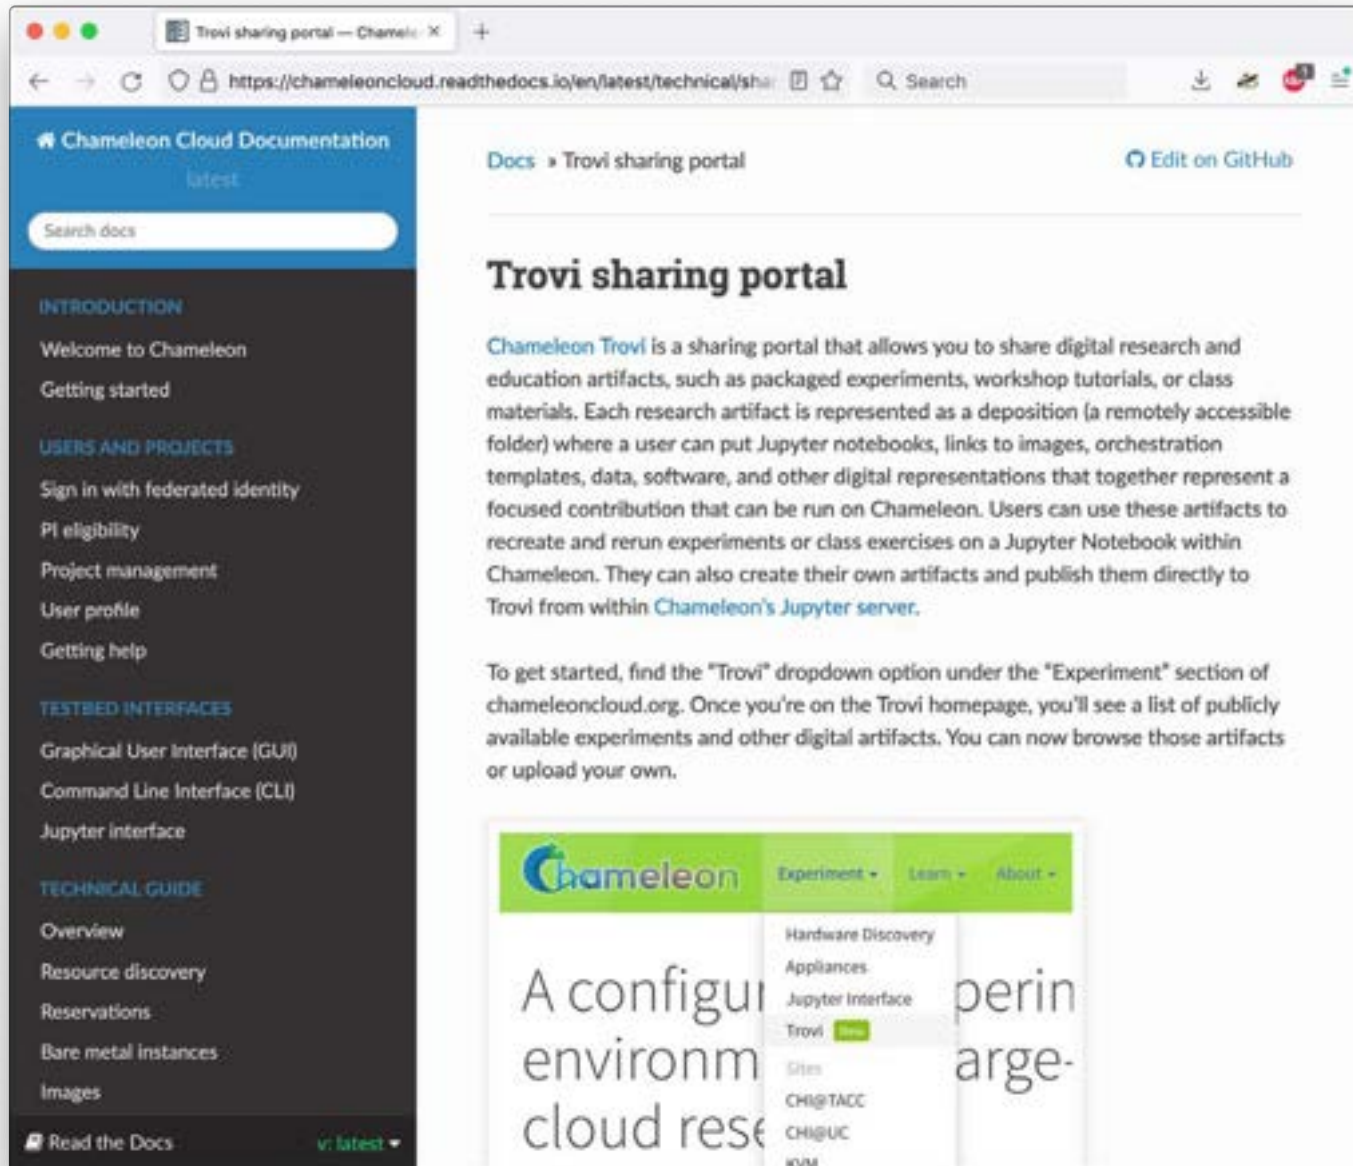 Trovi sharing portal — Chamele
https://chameleoncloud.readthedocs.io/en/latest/technical/sha
Search
Chameleon Cloud Documentation
latest
Search docs
INTRODUCTION
Welcome to Chameleon
Getting started
USERS AND PROJECTS
Sign in with federated identity
PI eligibility
Project management
User profile
Getting help
TESTBED INTERFACES
Graphical User Interface (GUI)
Command Line Interface (CLI)
Jupyter interface
TECHNICAL GUIDE
Overview
Resource discovery
Reservations
Bare metal instances
Images
Read the Docs
v: latest
Docs » Trovi sharing portal
Edit on GitHub
Trovi sharing portal
Chameleon Trovi is a sharing portal that allows you to share digital research and
education artifacts, such as packaged experiments, workshop tutorials, or class
materials. Each research artifact is represented as a deposition (a remotely accessible
folder) where a user can put Jupyter notebooks, links to images, orchestration
templates, data, software, and other digital representations that together represent a
focused contribution that can be run on Chameleon. Users can use these artifacts to
recreate and rerun experiments or class exercises on a Jupyter Notebook within
Chameleon. They can also create their own artifacts and publish them directly to
Trovi from within Chameleon's Jupyter server.
To get started, find the "Trovi" dropdown option under the "Experiment" section of
chameleoncloud.org. Once you're on the Trovi homepage, you'll see a list of publicly
available experiments and other digital artifacts. You can now browse those artifacts
or upload your own.
Chameleon
Experiment
Learn
About
Hardware Discovery
Appliances
Jupyter Interface
Trovi New
Sites
CHI@TACC
CHI@UC
KVM
A configu perin
environm arge-
cloud rese